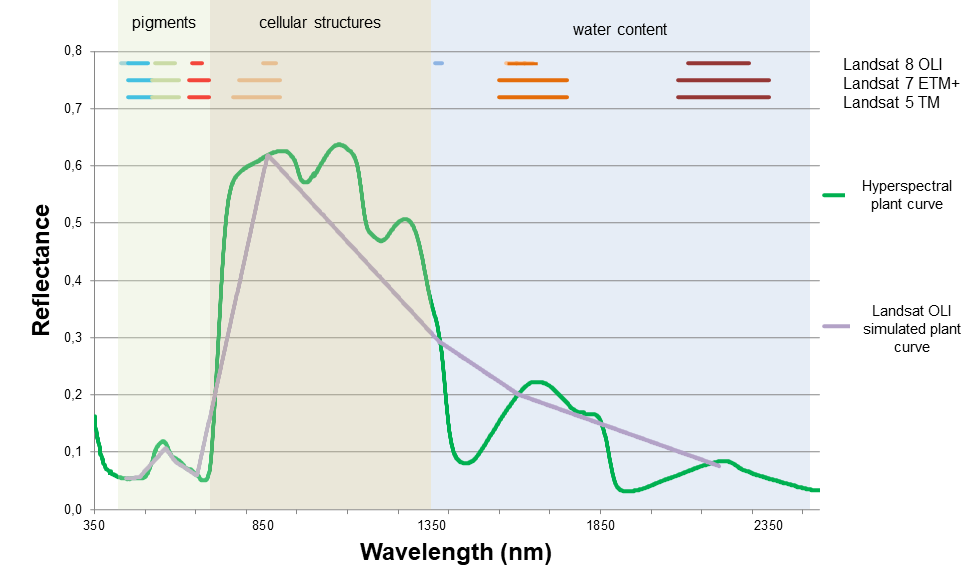 pigments
cellular structures
water content
0,8
0,7
0,6
0,5
0,4
0,3
0,2
0,1
0,0
Reflectance
350
850
1350
1850
2350
Wavelength (nm)
Landsat 8 OLI
Landsat 7 ETM+
Landsat 5 TM
Hyperspectral
plant curve
Landsat OLI
simulated plant
curve